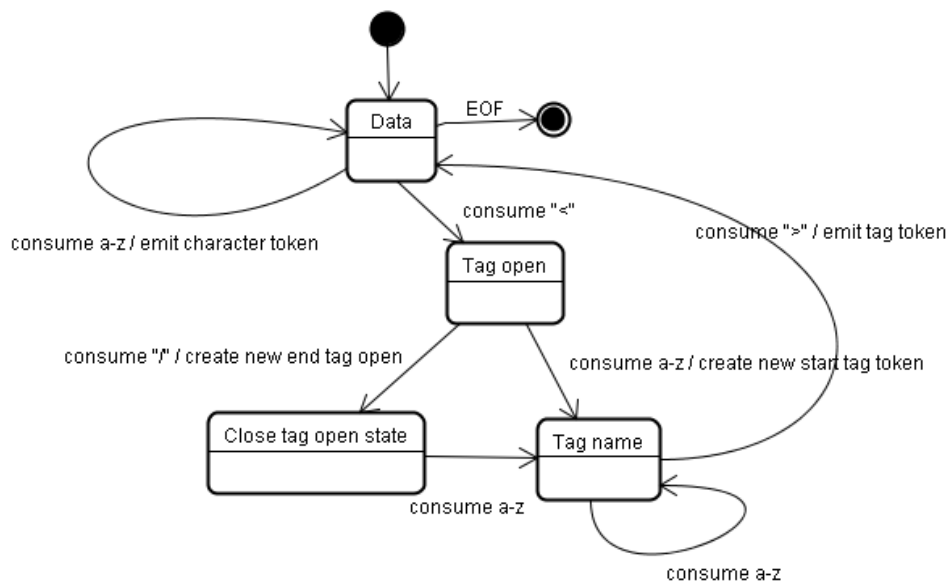 EOF
Data
consume "<"
consume a-z / emit character token
consume ">" / emit tag token
Tag open
consume "/" / create new end tag open
consume a-z / create new start tag token
Close tag open state
Tag name
consume a-z
consume a-z